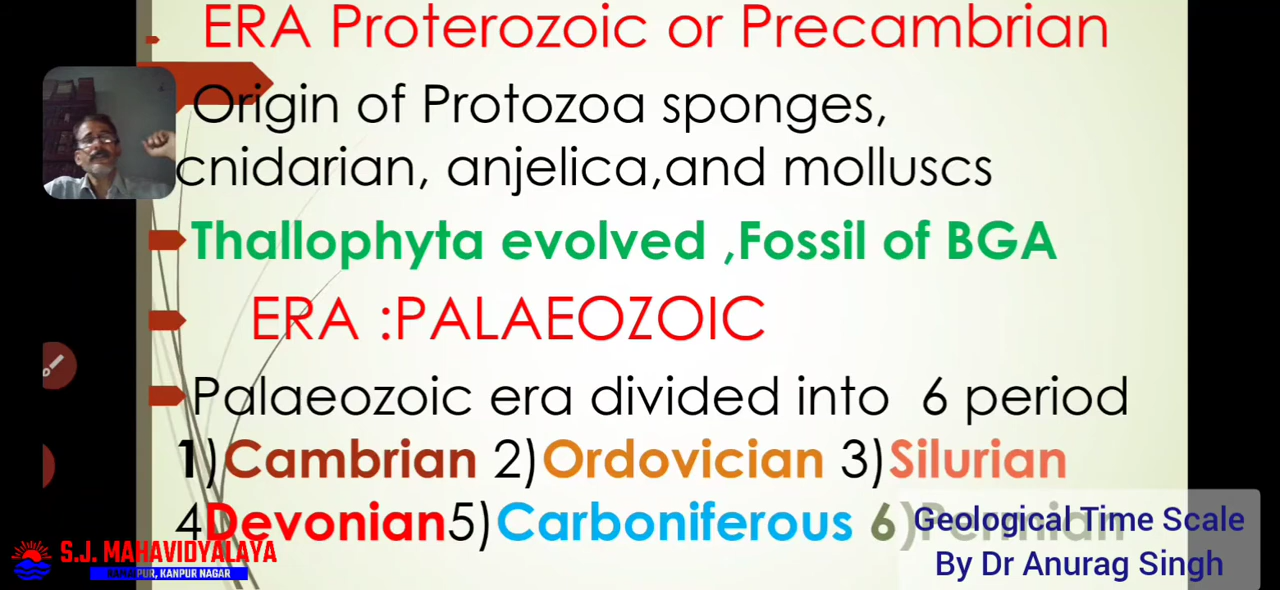 ERA Proterozoic or Precambrian
Origin of Protozoa sponges,
cnidarian, anjelica,and molluscs
Thallophyta evolved ,Fossil of BGA
ERA :PALAEOZOIC
Palaeozoic era divided into 6 period
1)Cambrian 2)Ordovician 3)Silurian
4Devonian5)Carboniferous 6)Permian
Geological Time Scale
By Dr Anurag Singh
S.J. MAHAVIDYALAYA
RAMAIPUR, KANPUR NAGAR